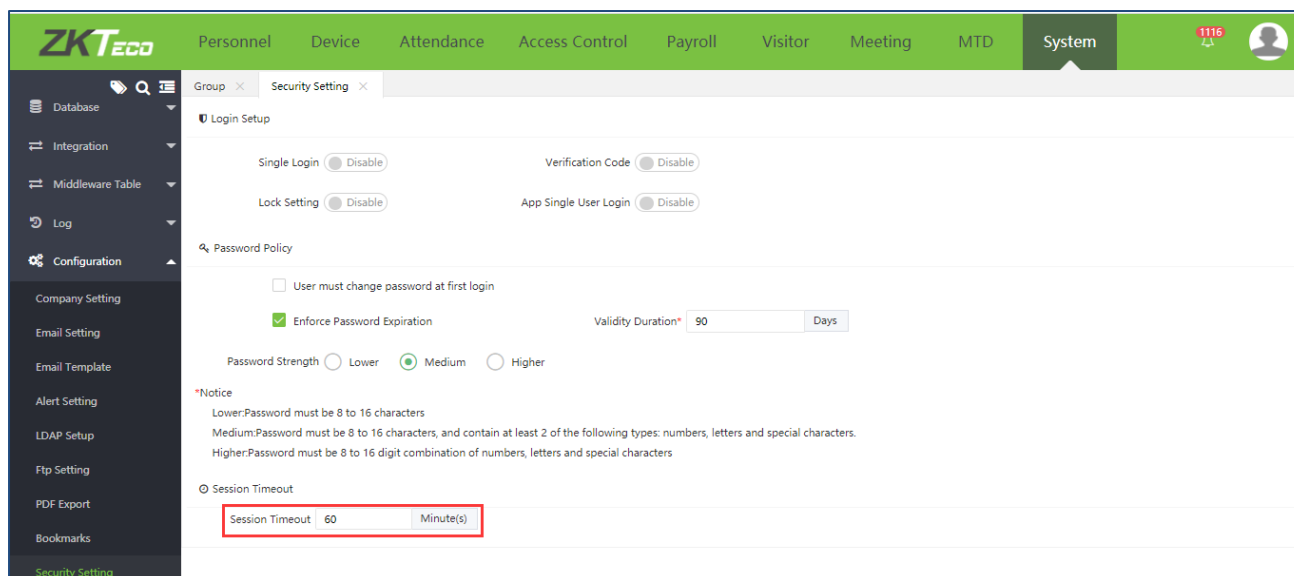 ZKTECO Personnel Device Attendance Access Control Payroll Visitor Meeting MTD System 1116
Group Security Setting
Database
Integration
Middleware Table
Log
Configuration
Company Setting
Email Setting
Email Template
Alert Setting
LDAP Setup
Ftp Setting
PDF Export
Bookmarks
Security Setting
Login Setup
Single Login Disable Verification Code Disable
Lock Setting Disable App Single User Login Disable
Password Policy
User must change password at first login
Enforce Password Expiration Validity Duration* 90 Days
Password Strength Lower Medium Higher
*Notice
Lower:Password must be 8 to 16 characters
Medium:Password must be 8 to 16 characters, and contain at least 2 of the following types: numbers, letters and special characters.
Higher:Password must be 8 to 16 digit combination of numbers, letters and special characters
Session Timeout
Session Timeout 60 Minute(s)